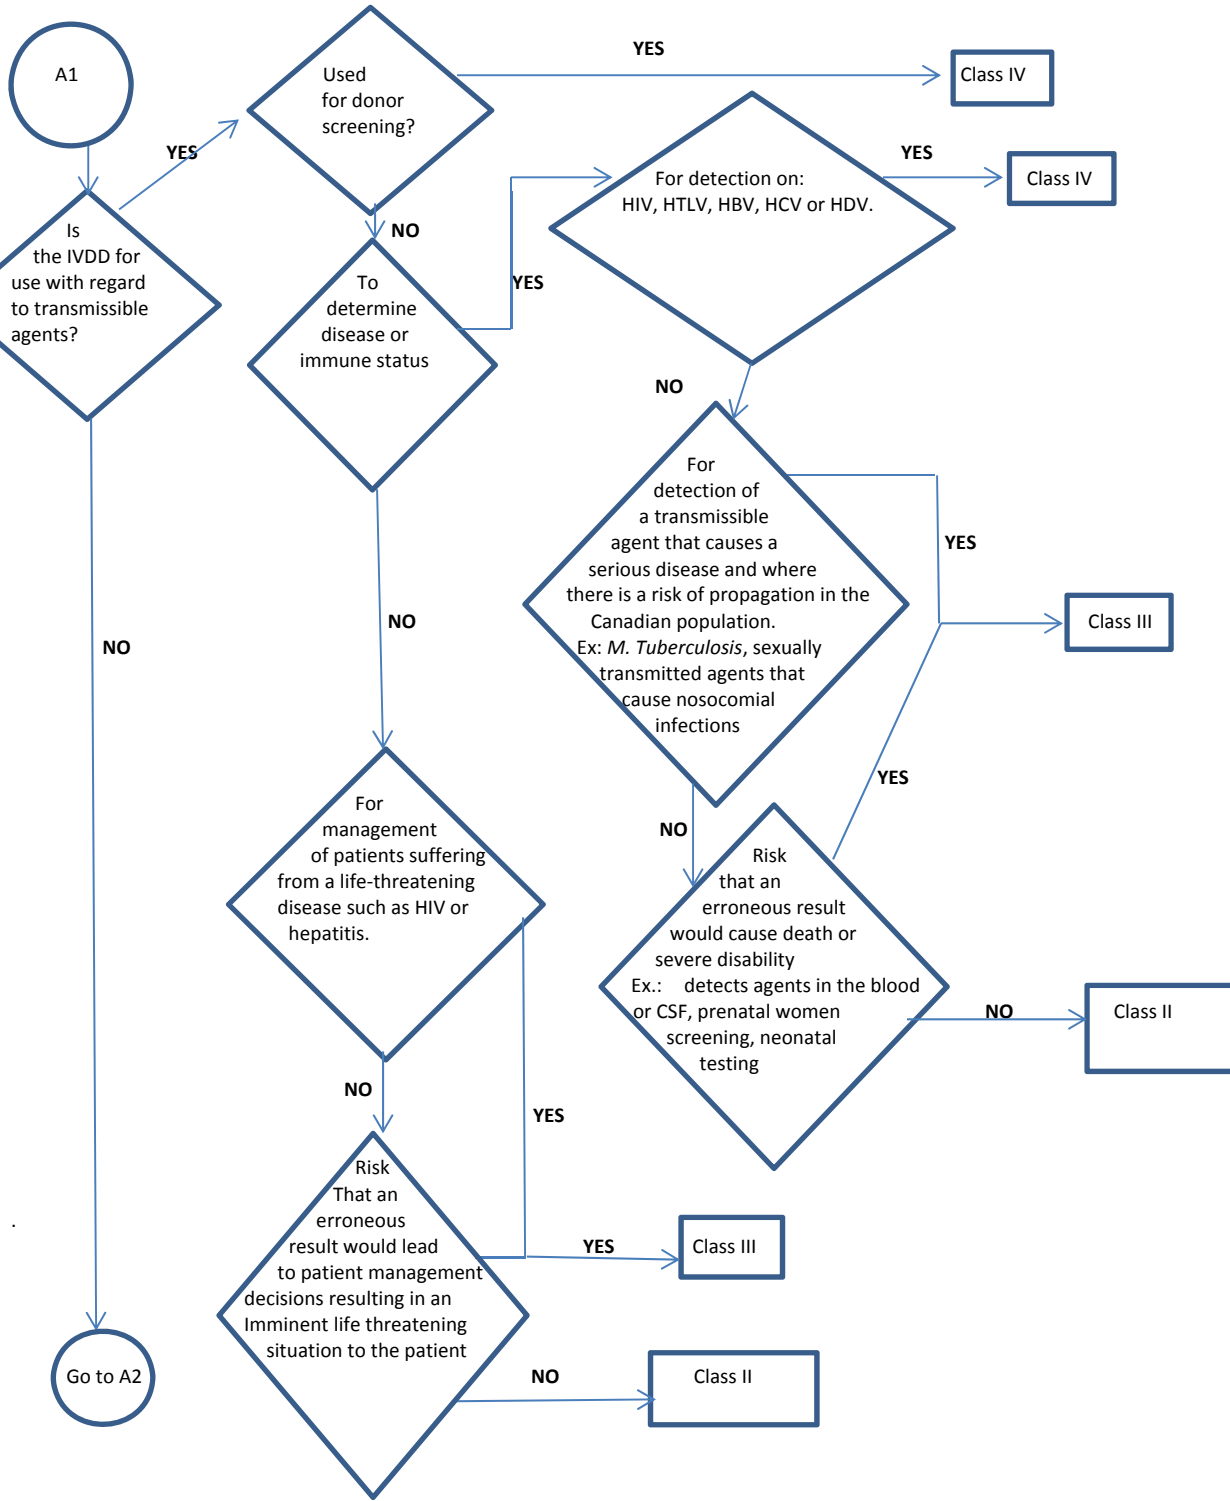 A1
YES
Used
for donor
screening?
YES
Class IV
Is
the IVDD for
use with regard
to transmissible
agents?
NO
To
determine
disease or
immune status
YES
For detection on:
HIV, HTLV, HBV, HCV or HDV.
YES
Class IV
NO
For
detection of
a transmissible
agent that causes a
serious disease and where
there is a risk of propagation in the
Canadian population.
Ex: M. Tuberculosis, sexually
transmitted agents that
cause nosocomial
infections
YES
Class III
NO
NO
For
management
of patients suffering
from a life-threatening
disease such as HIV or
hepatitis.
NO
Risk
that an
erroneous result
would cause death or
severe disability
Ex.: detects agents in the blood
or CSF, prenatal women
screening, neonatal
testing
YES
NO
Class II
NO
YES
Risk
That an
erroneous
result would lead
to patient management
decisions resulting in an
Imminent life threatening
situation to the patient
YES
Class III
NO
Class II
.
Go to A2